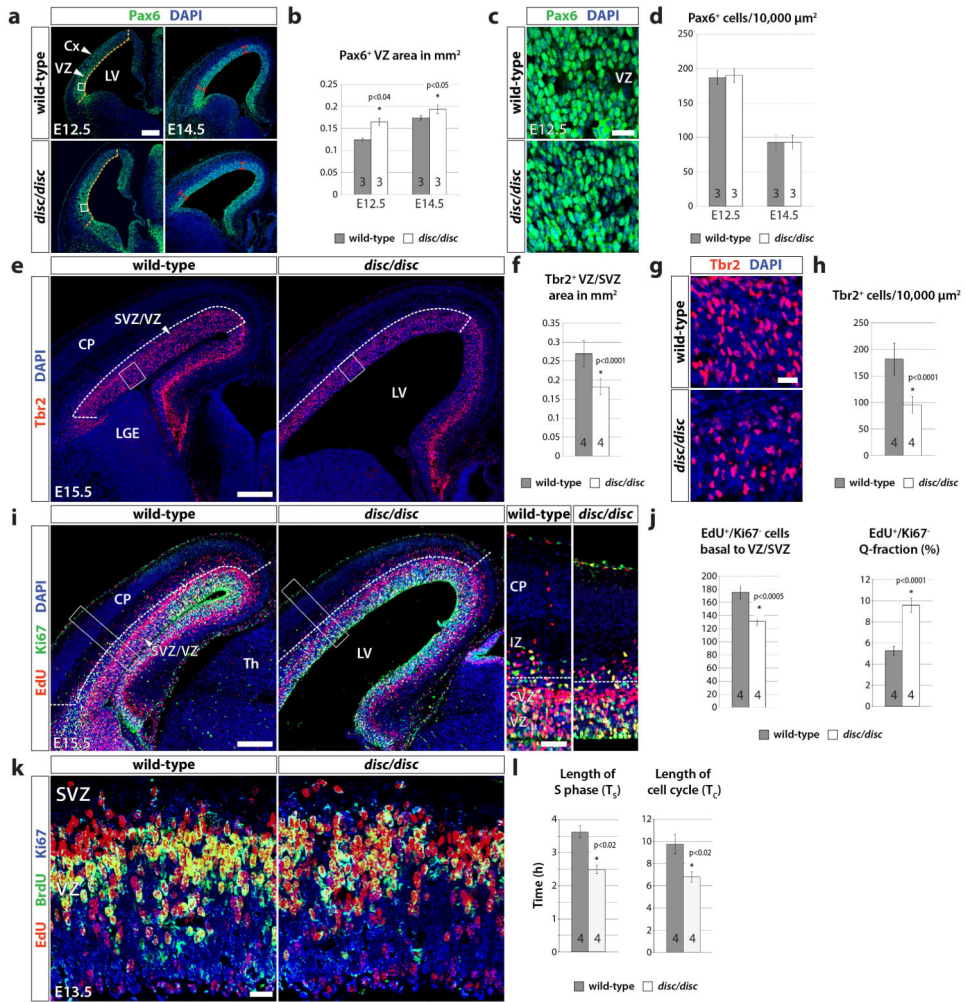 a
Pax6 DAPI
wild-type
Cx
VZ
LV
E12.5
E14.5
disc/disc
b
Pax6⁺ VZ area in mm²
0.25
0.2
0.15
0.1
0.05
0
p<0.04
*
p<0.05
*
3
3
3
3
E12.5
E14.5
wild-type
disc/disc
c
Pax6 DAPI
wild-type
VZ
E12.5
disc/disc
d
Pax6⁺ cells/10,000 µm²
250
200
150
100
50
0
3
3
3
3
E12.5
E14.5
wild-type
disc/disc
e
wild-type
disc/disc
Tbr2 DAPI
SVZ/VZ
CP
LGE
E15.5
LV
f
Tbr2⁺ VZ/SVZ
area in mm²
0.35
0.3
0.25
0.2
0.15
0.1
0.05
0
p<0.0001
*
4
4
wild-type
disc/disc
g
Tbr2 DAPI
wild-type
disc/disc
h
Tbr2⁺ cells/10,000 µm²
250
200
150
100
50
0
p<0.0001
*
4
4
wild-type
disc/disc
i
wild-type
disc/disc
wild-type
disc/disc
EdU Ki67 DAPI
CP
SVZ/VZ
Th
E15.5
LV
CP
IZ
SVZ
VZ
j
EdU⁺/Ki67⁻ cells
basal to VZ/SVZ
200
180
160
140
120
100
80
60
40
20
0
p<0.0005
*
4
4
EdU⁺/Ki67⁻
Q-fraction (%)
12
10
8
6
4
2
0
p<0.0001
*
4
4
wild-type
disc/disc
k
wild-type
disc/disc
EdU BrdU Ki67
SVZ
VZ
E13.5
l
Length of
S phase (Tₛ)
Time (h)
4
3
2
2
1
0
p<0.02
*
4
4
Length of
cell cycle (T꜀)
14
12
10
8
6
4
2
0
p<0.02
*
4
4
wild-type
disc/disc